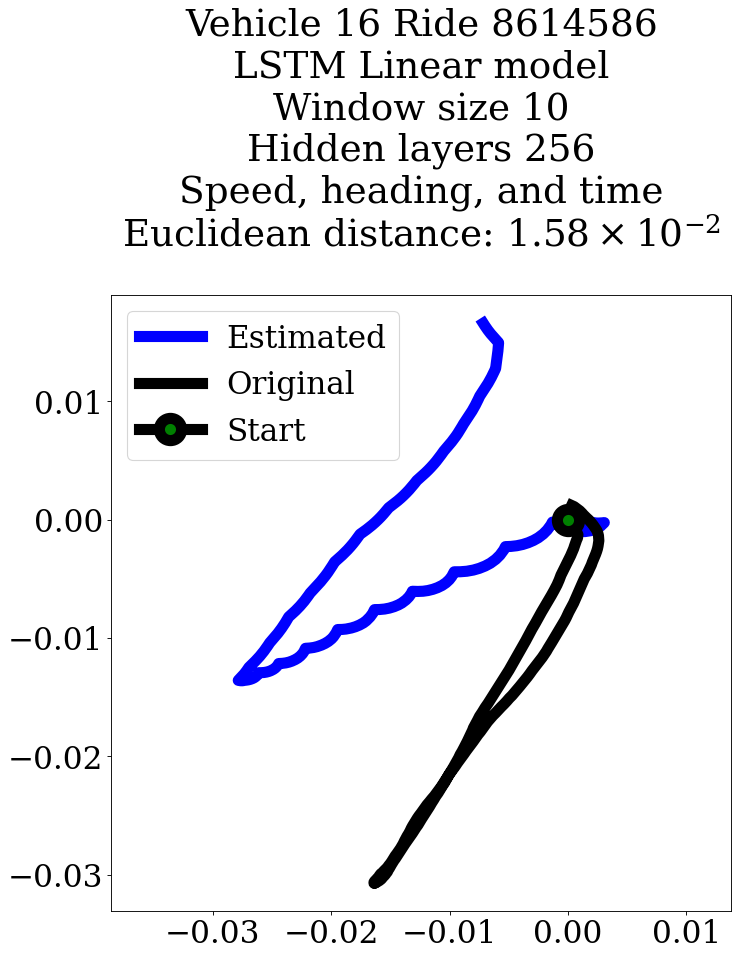 Vehicle 16 Ride 8614586
LSTM Linear model
Window size 10
Hidden layers 256
Speed, heading, and time
Euclidean distance: 1.58 × 10⁻²
Estimated
Original
Start
0.01
0.00
−0.01
−0.02
−0.03
−0.03 −0.02 −0.01 0.00 0.01